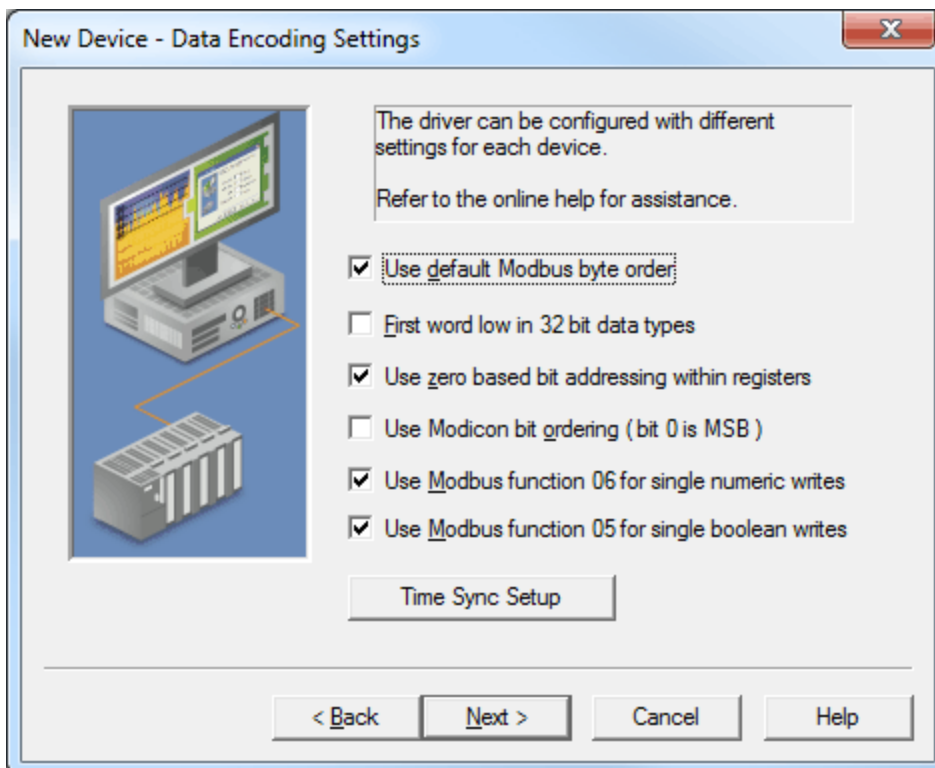 New Device - Data Encoding Settings
The driver can be configured with different
settings for each device.
Refer to the online help for assistance.
Use default Modbus byte order
First word low in 32 bit data types
Use zero based bit addressing within registers
Use Modicon bit ordering ( bit 0 is MSB )
Use Modbus function 06 for single numeric writes
Use Modbus function 05 for single boolean writes
Time Sync Setup
< Back
Next >
Cancel
Help